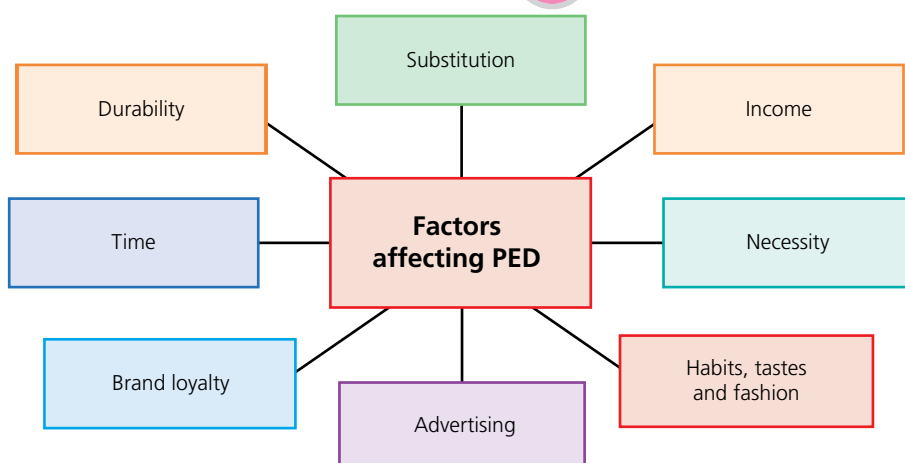 Substitution
Durability
Income
Factors
affecting PED
Time
Necessity
Brand loyalty
Habits, tastes
and fashion
Advertising